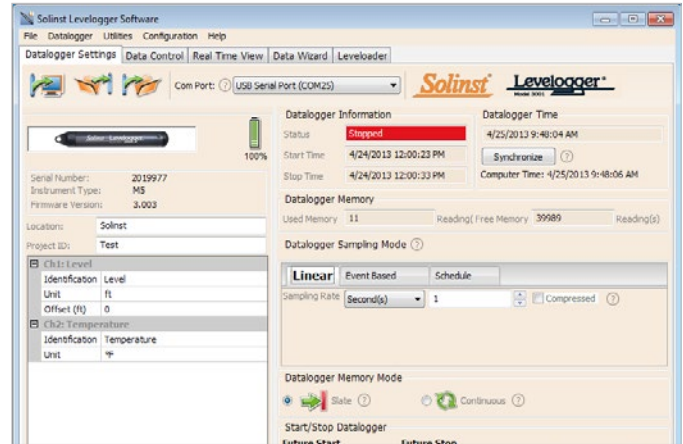 Solinst Levelogger Software
File Datalogger Utilities Configuration Help
Datalogger Settings Data Control Real Time View Data Wizard Leveloader
Com Port: ? USB Serial Port (COM25)
Solinst Levelogger
Model 3001
Solinst Levelogger
100%
Serial Number: 2019977
Instrument Type: M5
Firmware Version: 3.003
Location: Solinst
Project ID: Test
Ch1: Level
Identification Level
Unit ft
Offset (ft) 0
Ch2: Temperature
Identification Temperature
Unit °F
Datalogger Information
Status Stopped
Start Time 4/24/2013 12:00:23 PM
Stop Time 4/24/2013 12:00:33 PM
Datalogger Time
4/25/2013 9:48:04 AM
Synchronize ?
Computer Time: 4/25/2013 9:48:06 AM
Datalogger Memory
Used Memory 11 Reading( Free Memory 39989 Reading(s)
Datalogger Sampling Mode ?
Linear Event Based Schedule
Sampling Rate Second(s) 1 Compressed ?
Datalogger Memory Mode
Slate ? Continuous ?
Start/Stop Datalogger
Future Start Future Stop